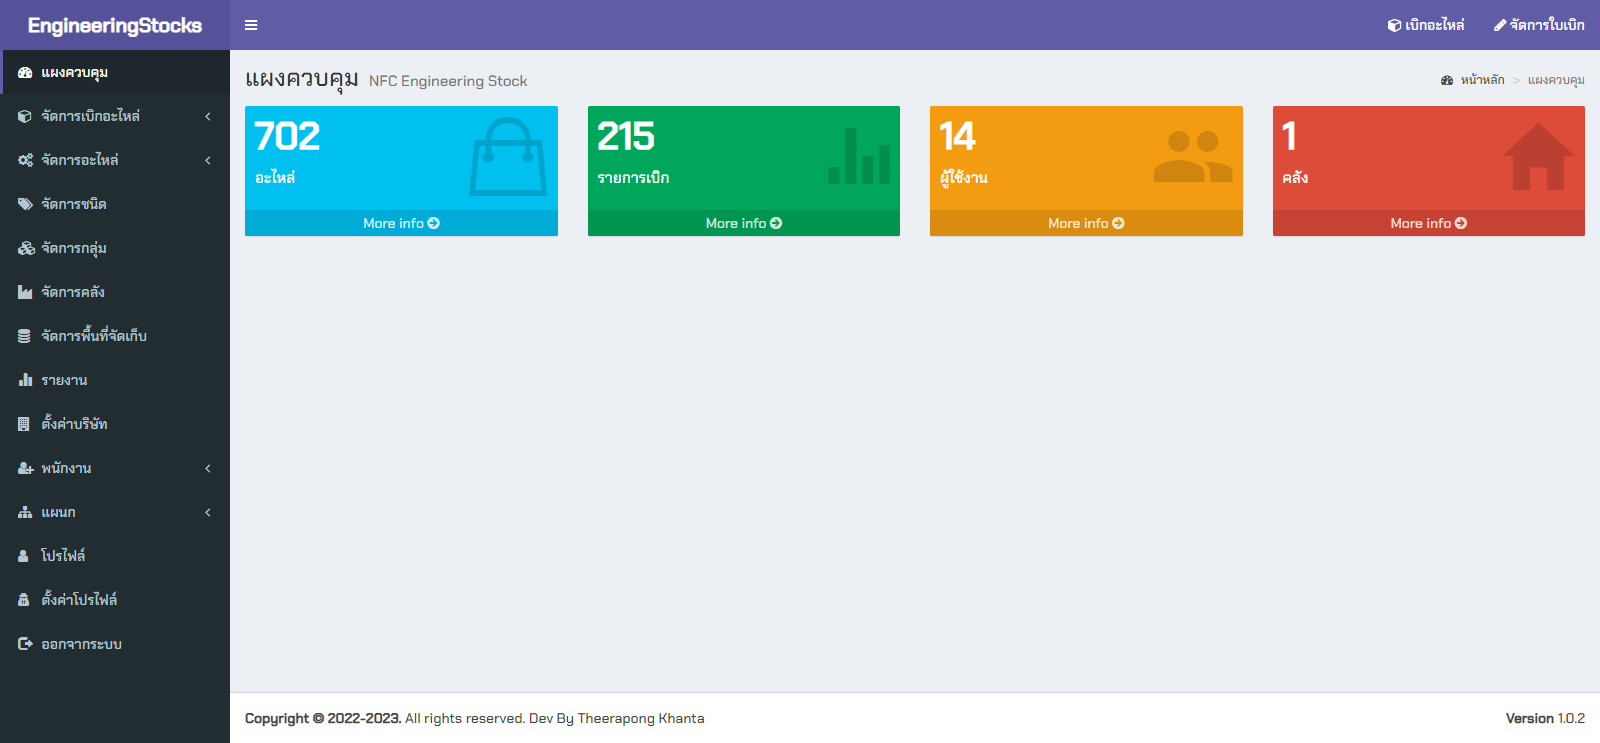 EngineeringStocks
เบิกอะไหล่
จัดการใบเบิก
แผงควบคุม
จัดการเบิกอะไหล่
จัดการอะไหล่
จัดการชนิด
จัดการกลุ่ม
จัดการคลัง
จัดการพื้นที่จัดเก็บ
รายงาน
ตั้งค่าบริษัท
พนักงาน
แผนก
โปรไฟล์
ตั้งค่าโปรไฟล์
ออกจากระบบ
แผงควบคุม NFC Engineering Stock
หน้าหลัก > แผงควบคุม
702
อะไหล่
More info
215
รายการเบิก
More info
14
ผู้ใช้งาน
More info
1
คลัง
More info
Copyright © 2022-2023. All rights reserved. Dev By Theerapong Khanta
Version 1.0.2